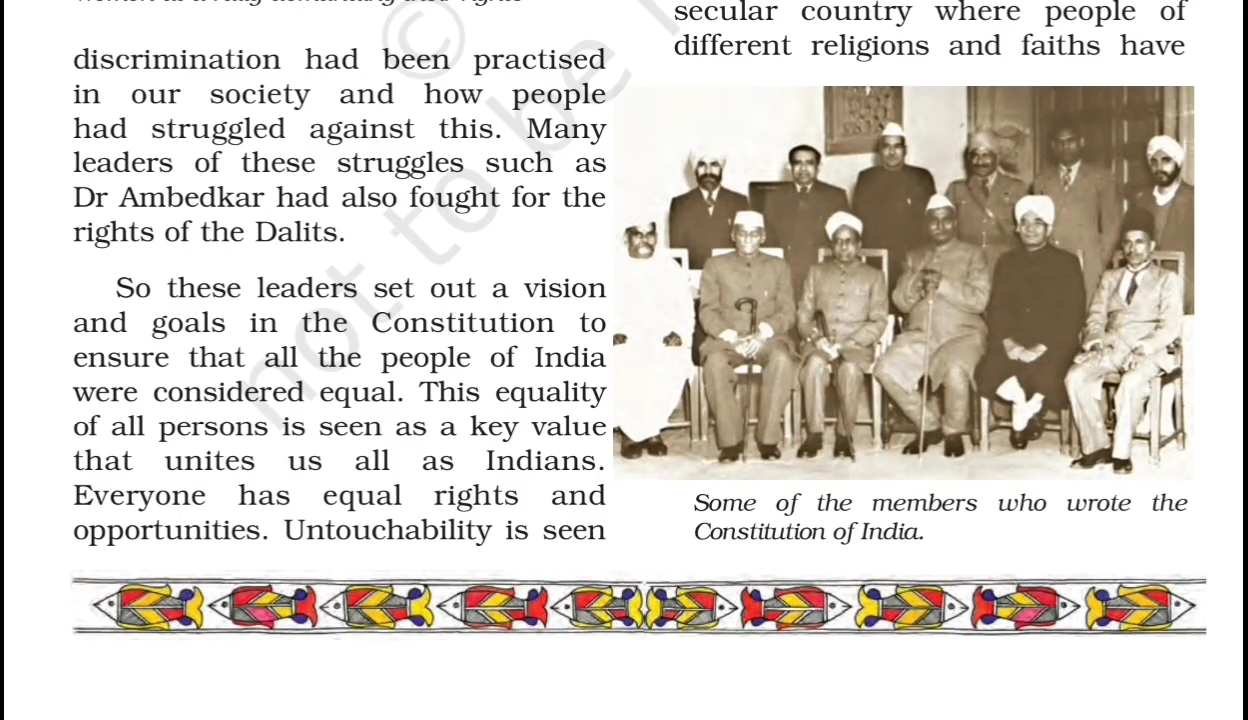 discrimination had been practised
in our society and how people
had struggled against this. Many
leaders of these struggles such as
Dr Ambedkar had also fought for the
rights of the Dalits.
So these leaders set out a vision
and goals in the Constitution to
ensure that all the people of India
were considered equal. This equality
of all persons is seen as a key value
that unites us all as Indians.
Everyone has equal rights and
opportunities. Untouchability is seen
secular country where people of
different religions and faiths have
Some of the members who wrote the
Constitution of India.
©
not to be